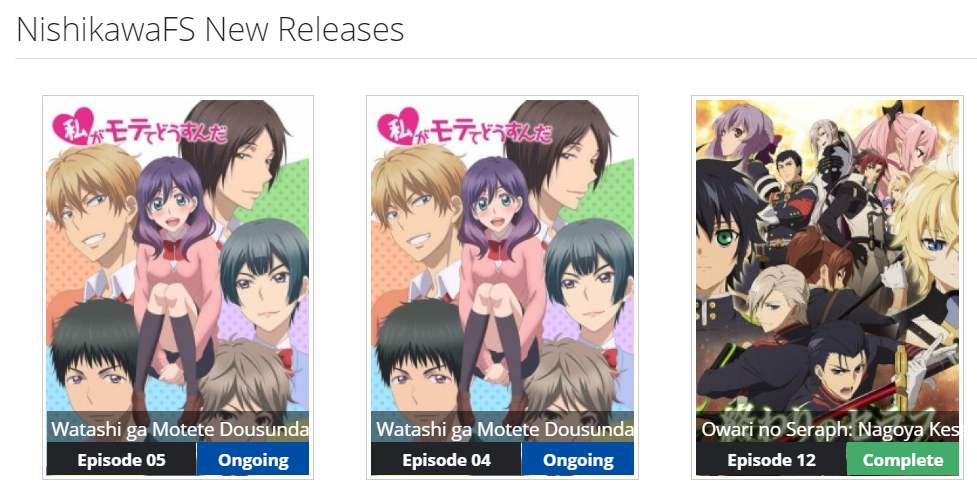 NishikawaFS New Releases
私がモテてどうすんだ
Watashi ga Motete Dousunda
Episode 05
Ongoing
私がモテてどうすんだ
Watashi ga Motete Dousunda
Episode 04
Ongoing
Owari no Seraph: Nagoya Kes
Episode 12
Complete